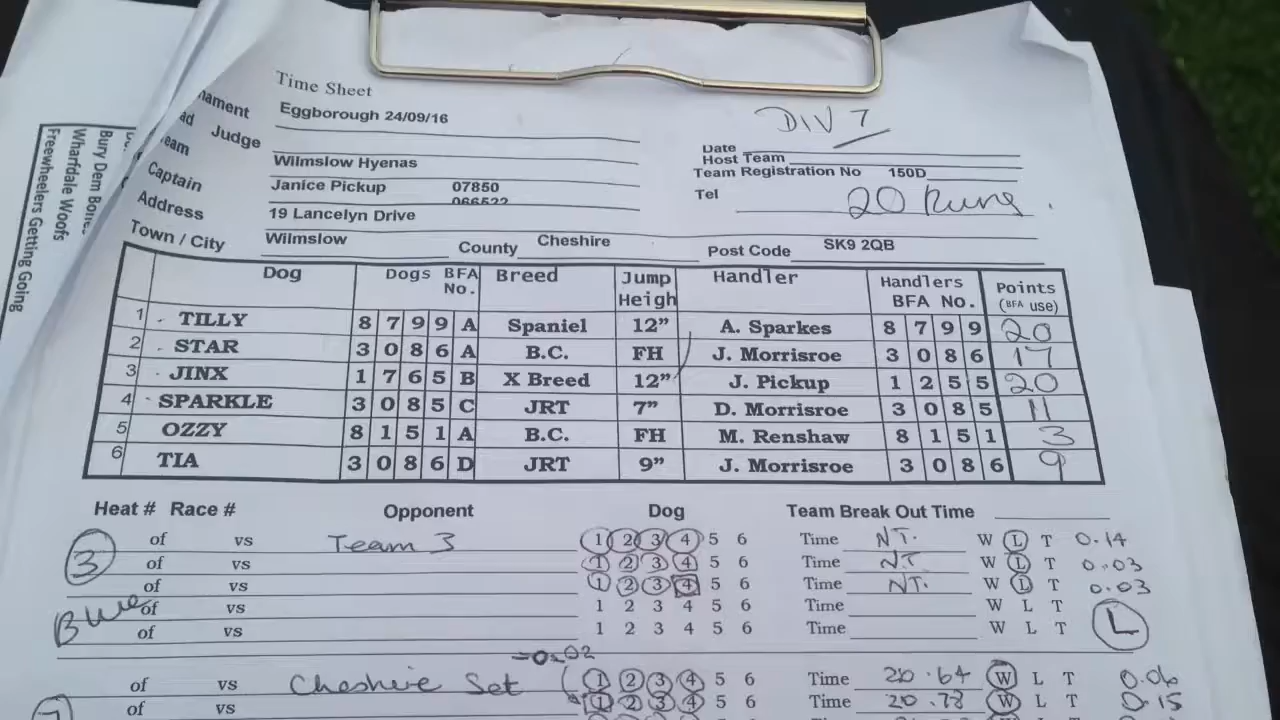 Time Sheet
Eggborough 24/09/16
DIV 7
Judge
Date
Host Team
Wilmslow Hyenas
Team Registration No 150D
Captain Janice Pickup 07850
066522
Tel
20 Runs.
Address 19 Lancelyn Drive
Town / City Wilmslow County Cheshire Post Code SK9 2QB
Dog Dogs BFA No. Breed Jump Heigh Handler Handlers BFA No. Points (BFA use)
1 TILLY 8 7 9 9 A Spaniel 12” A. Sparkes 8 7 9 9 20
2 STAR 3 0 8 6 A B.C. FH J. Morrisroe 3 0 8 6 17
3 JINX 1 7 6 5 B X Breed 12” J. Pickup 1 2 5 5 20
4 SPARKLE 3 0 8 5 C JRT 7” D. Morrisroe 3 0 8 5 11
5 OZZY 8 1 5 1 A B.C. FH M. Renshaw 8 1 5 1 3
6 TIA 3 0 8 6 D JRT 9” J. Morrisroe 3 0 8 6 9
Heat # Race # Opponent Dog Team Break Out Time
3 of vs Team 3 1 2 3 4 5 6 Time NT. W L T 0.14
of vs 1 2 3 4 5 6 Time NT W L T 0.03
of vs 1 2 3 4 5 6 Time NT. W L T 0.03
Blue of vs 1 2 3 4 5 6 Time W L T L
of vs 1 2 3 4 5 6 Time W L T
-0.02
of vs Cheshire Set 1 2 3 4 5 6 Time 20.64 W L T 0.06
of vs 1 2 3 4 5 6 Time 20.78 W L T 0.15
Bury Dem Bones
Wharfdale Woofs
Freewheelers Getting Going